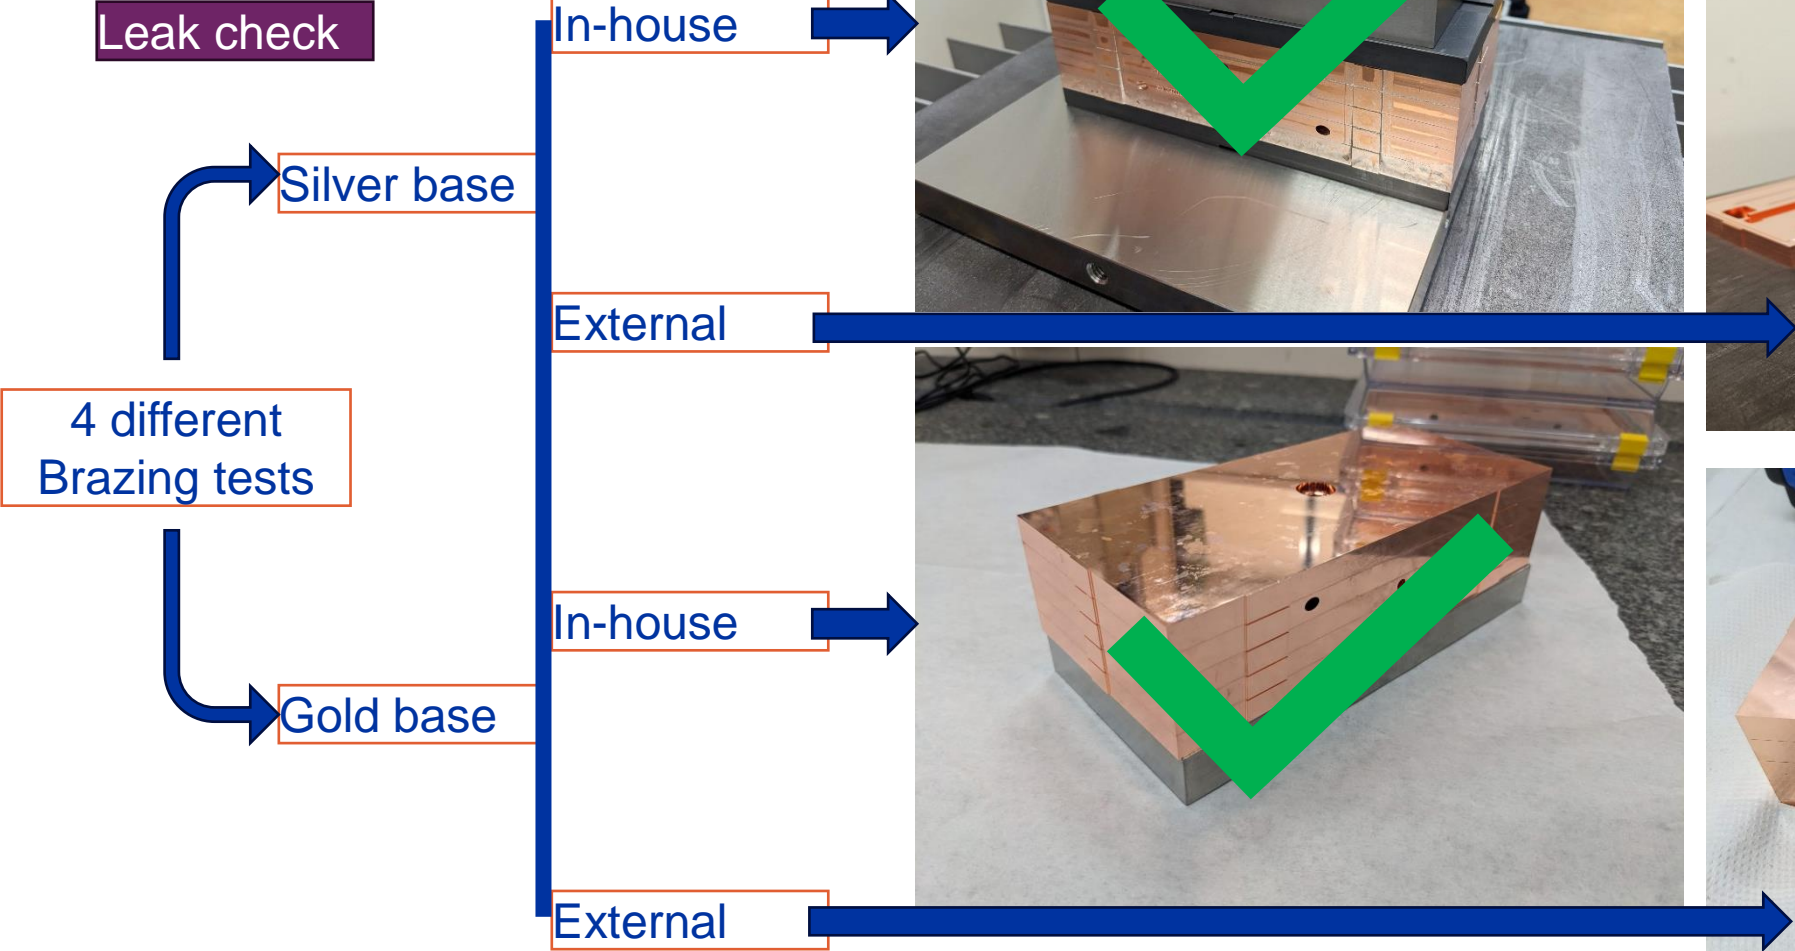 Leak check
In-house
Silver base
External
4 different
Brazing tests
In-house
Gold base
External